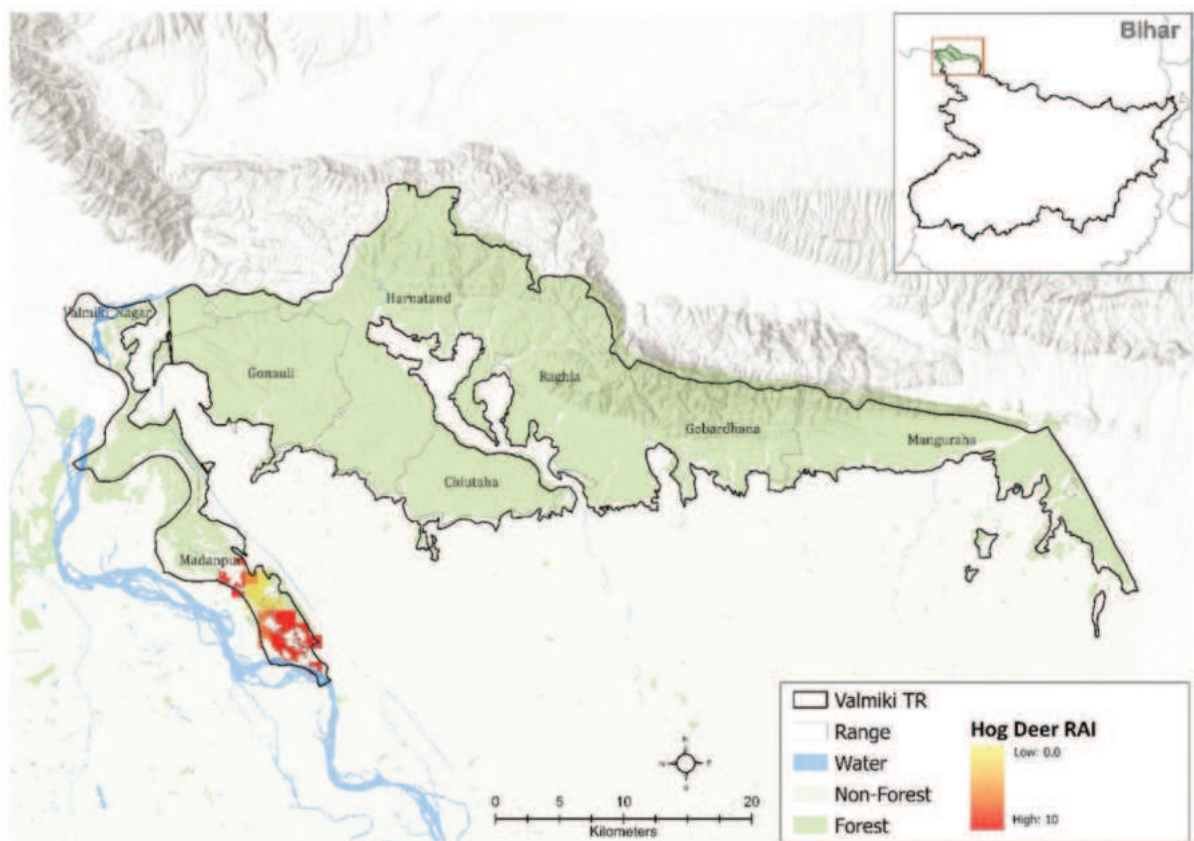 Bihar
Harnatand
Valmiki Nagar
Gonauli
Raghia
Gobardhana
Manguraha
Chiutaha
Madanpur
Valmiki TR
Range
Water
Non-Forest
Forest
Hog Deer RAI
Low: 0.0
High: 10
N
E
S
0 5 10 20
Kilometers